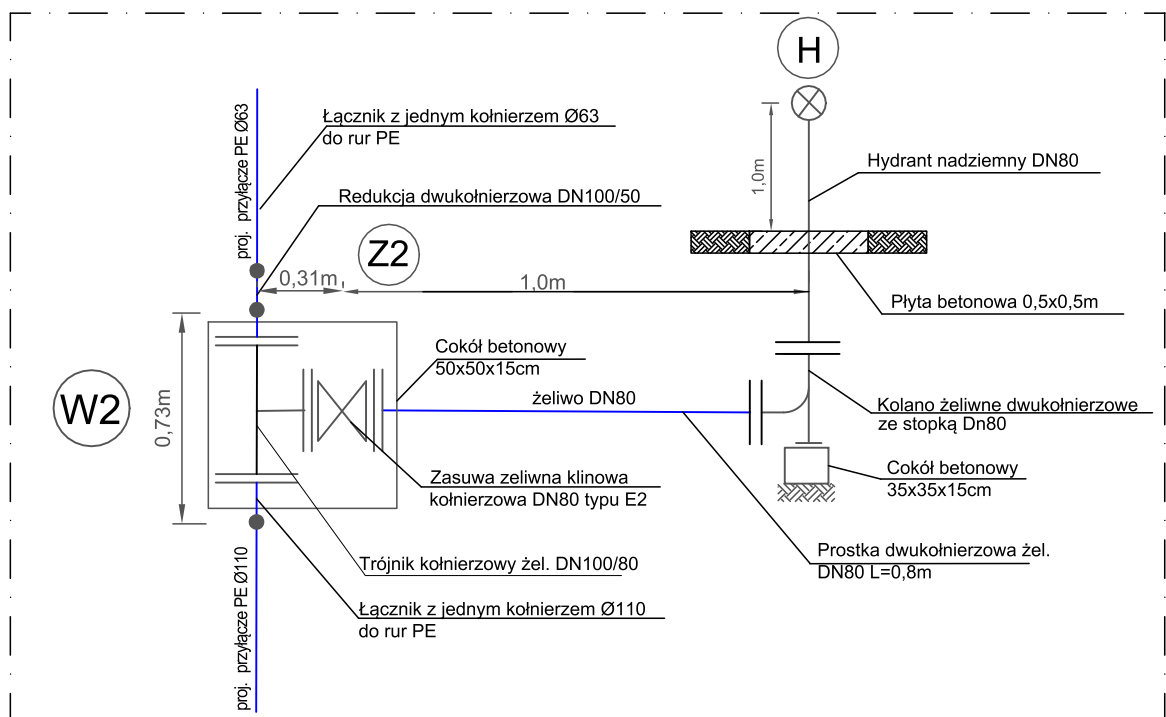 H
proj. przyłącze PE Ø63
Łącznik z jednym kołnierzem Ø63
do rur PE
1,0m
Hydrant nadziemny DN80
Redukcja dwukołnierzowa DN100/50
Z2
0,31m
1,0m
Płyta betonowa 0,5x0,5m
W2
0,73m
Cokół betonowy
50x50x15cm
żeliwo DN80
Kolano żeliwne dwukołnierzowe
ze stopką Dn80
Zasuwa zeliwna klinowa
kołnierzowa DN80 typu E2
Cokół betonowy
35x35x15cm
Trójnik kołnierzowy żel. DN100/80
Prostka dwukołnierzowa żel.
DN80 L=0,8m
Łącznik z jednym kołnierzem Ø110
do rur PE
proj. przyłącze PE Ø110